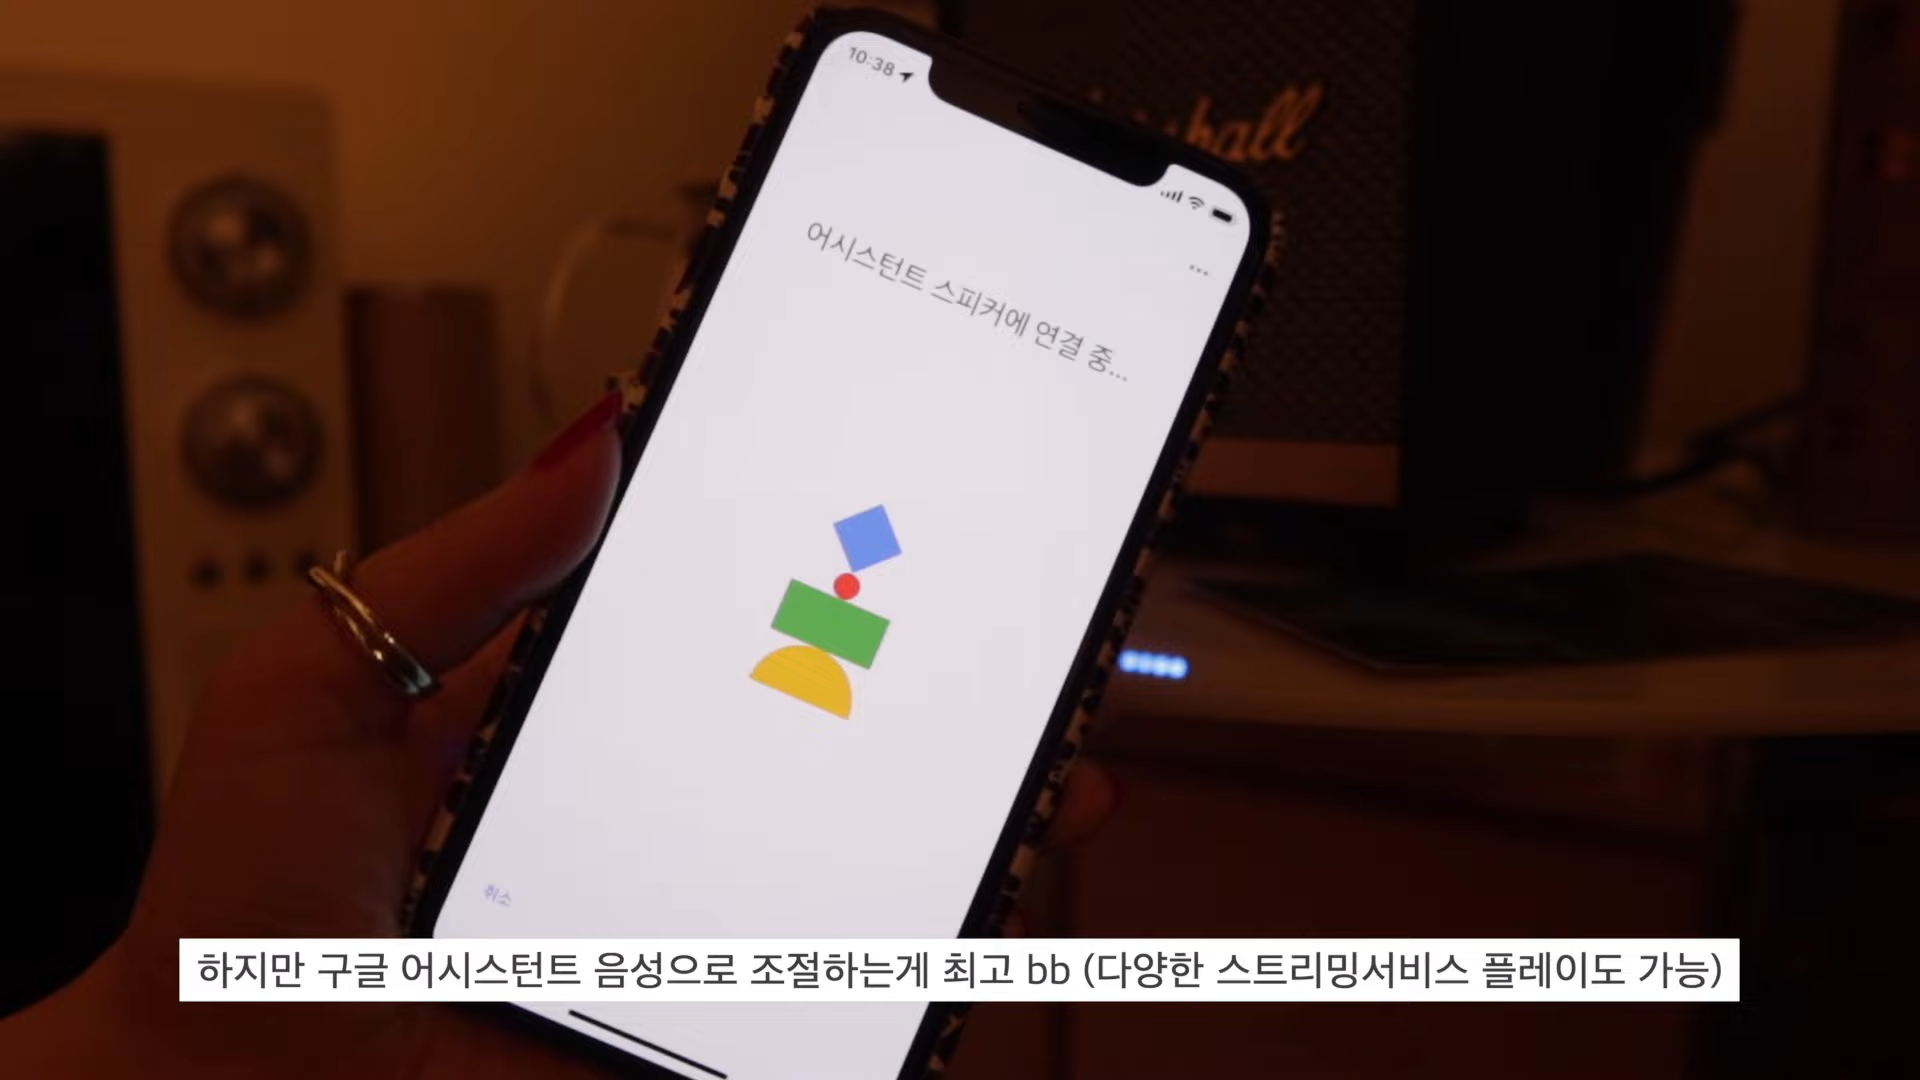 10:38
...
어시스턴트 스피커에 연결 중...
취소
하지만 구글 어시스턴트 음성으로 조절하는게 최고 bb (다양한 스트리밍서비스 플레이도 가능)